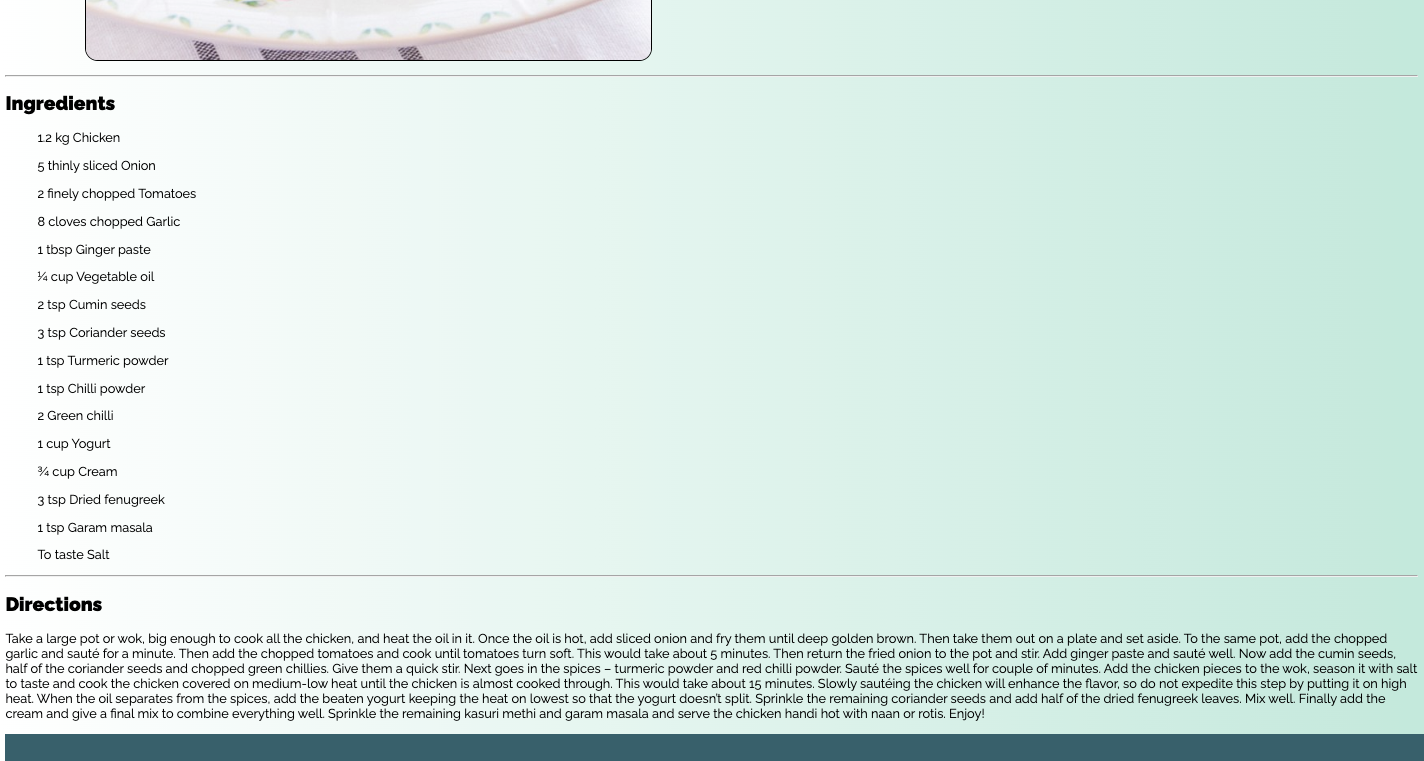 Ingredients
1.2 kg Chicken
5 thinly sliced Onion
2 finely chopped Tomatoes
8 cloves chopped Garlic
1 tbsp Ginger paste
¼ cup Vegetable oil
2 tsp Cumin seeds
3 tsp Coriander seeds
1 tsp Turmeric powder
1 tsp Chilli powder
2 Green chilli
1 cup Yogurt
¾ cup Cream
3 tsp Dried fenugreek
1 tsp Garam masala
To taste Salt
Directions
Take a large pot or wok, big enough to cook all the chicken, and heat the oil in it. Once the oil is hot, add sliced onion and fry them until deep golden brown. Then take them out on a plate and set aside. To the same pot, add the chopped
garlic and sauté for a minute. Then add the chopped tomatoes and cook until tomatoes turn soft. This would take about 5 minutes. Then return the fried onion to the pot and stir. Add ginger paste and sauté well. Now add the cumin seeds,
half of the coriander seeds and chopped green chillies. Give them a quick stir. Next goes in the spices – turmeric powder and red chilli powder. Sauté the spices well for couple of minutes. Add the chicken pieces to the wok, season it with salt
to taste and cook the chicken covered on medium-low heat until the chicken is almost cooked through. This would take about 15 minutes. Slowly sautéing the chicken will enhance the flavor, so do not expedite this step by putting it on high
heat. When the oil separates from the spices, add the beaten yogurt keeping the heat on lowest so that the yogurt doesn't split. Sprinkle the remaining coriander seeds and add half of the dried fenugreek leaves. Mix well. Finally add the
cream and give a final mix to combine everything well. Sprinkle the remaining kasuri methi and garam masala and serve the chicken handi hot with naan or rotis. Enjoy!